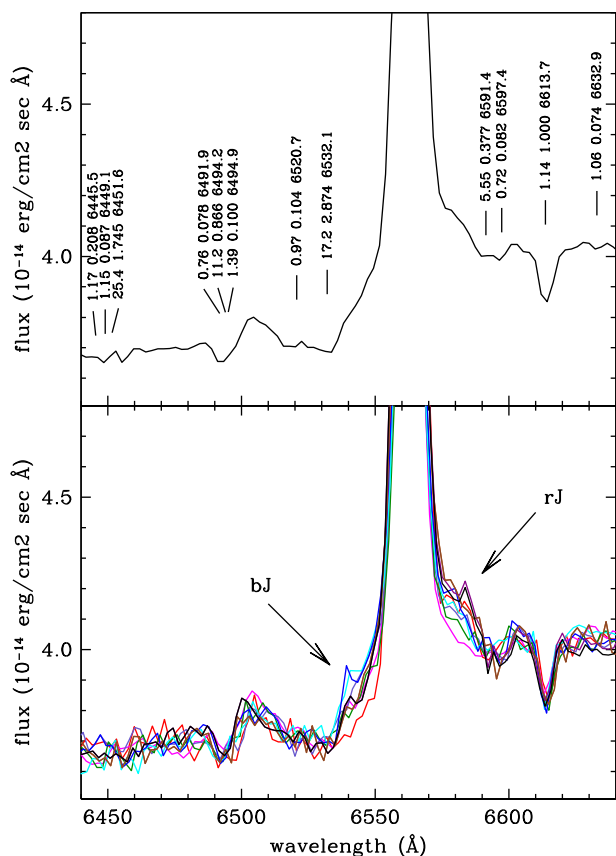 4.5
4.0
flux (10⁻¹⁴ erg/cm2 sec Å)
1.17 0.208 6445.5
1.15 0.087 6449.1
25.4 1.745 6451.6
0.76 0.078 6491.9
11.2 0.866 6494.2
1.39 0.100 6494.9
0.97 0.104 6520.7
17.2 2.874 6532.1
5.55 0.377 6591.4
0.72 0.082 6597.4
1.14 1.000 6613.7
1.06 0.074 6632.9
4.5
4.0
flux (10⁻¹⁴ erg/cm2 sec Å)
bJ
rJ
6450 6500 6550 6600
wavelength (Å)